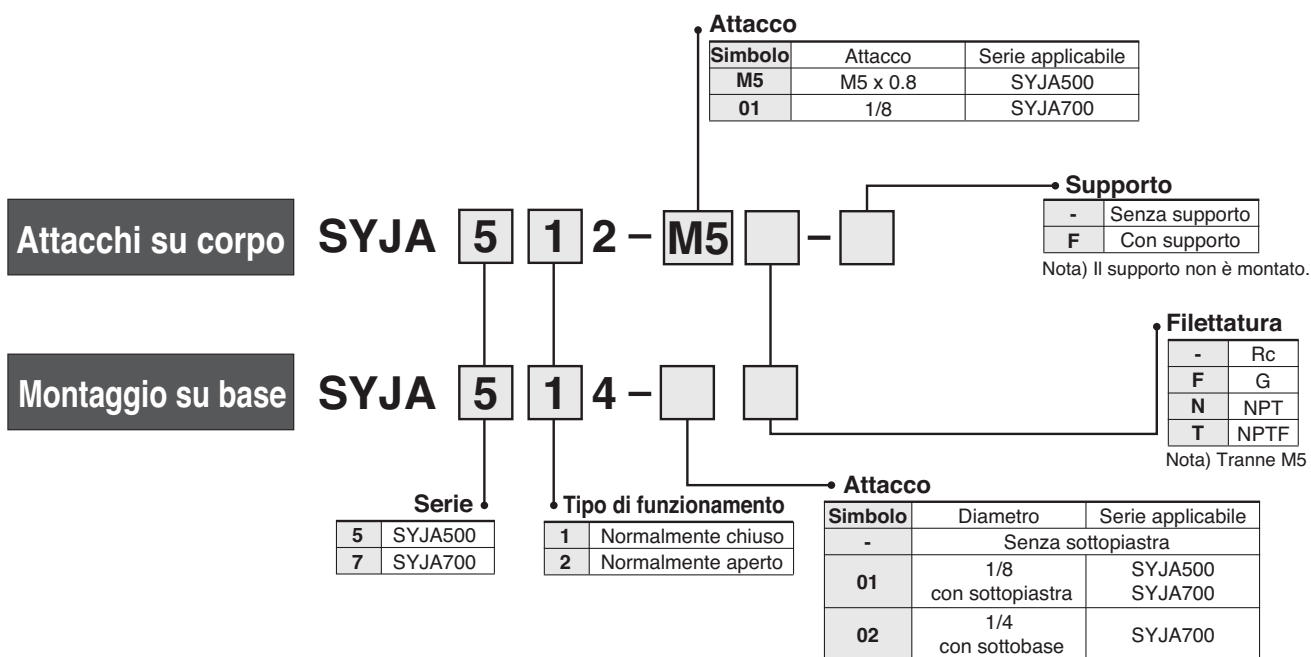 Attacco
Simbolo Attacco Serie applicabile
M5 M5 x 0.8 SYJA500
01 1/8 SYJA700
Attacchi su corpo SYJA 5 1 2 – M5 –
Supporto
- Senza supporto
F Con supporto
Nota) Il supporto non è montato.
Montaggio su base SYJA 5 1 4 –
Filettatura
- Rc
F G
N NPT
T NPTF
Nota) Tranne M5
Serie
5 SYJA500
7 SYJA700
Tipo di funzionamento
1 Normalmente chiuso
2 Normalmente aperto
Attacco
Simbolo Diametro Serie applicabile
- Senza sottopiastra
01 1/8 con sottopiastra SYJA500 SYJA700
02 1/4 con sottobase SYJA700